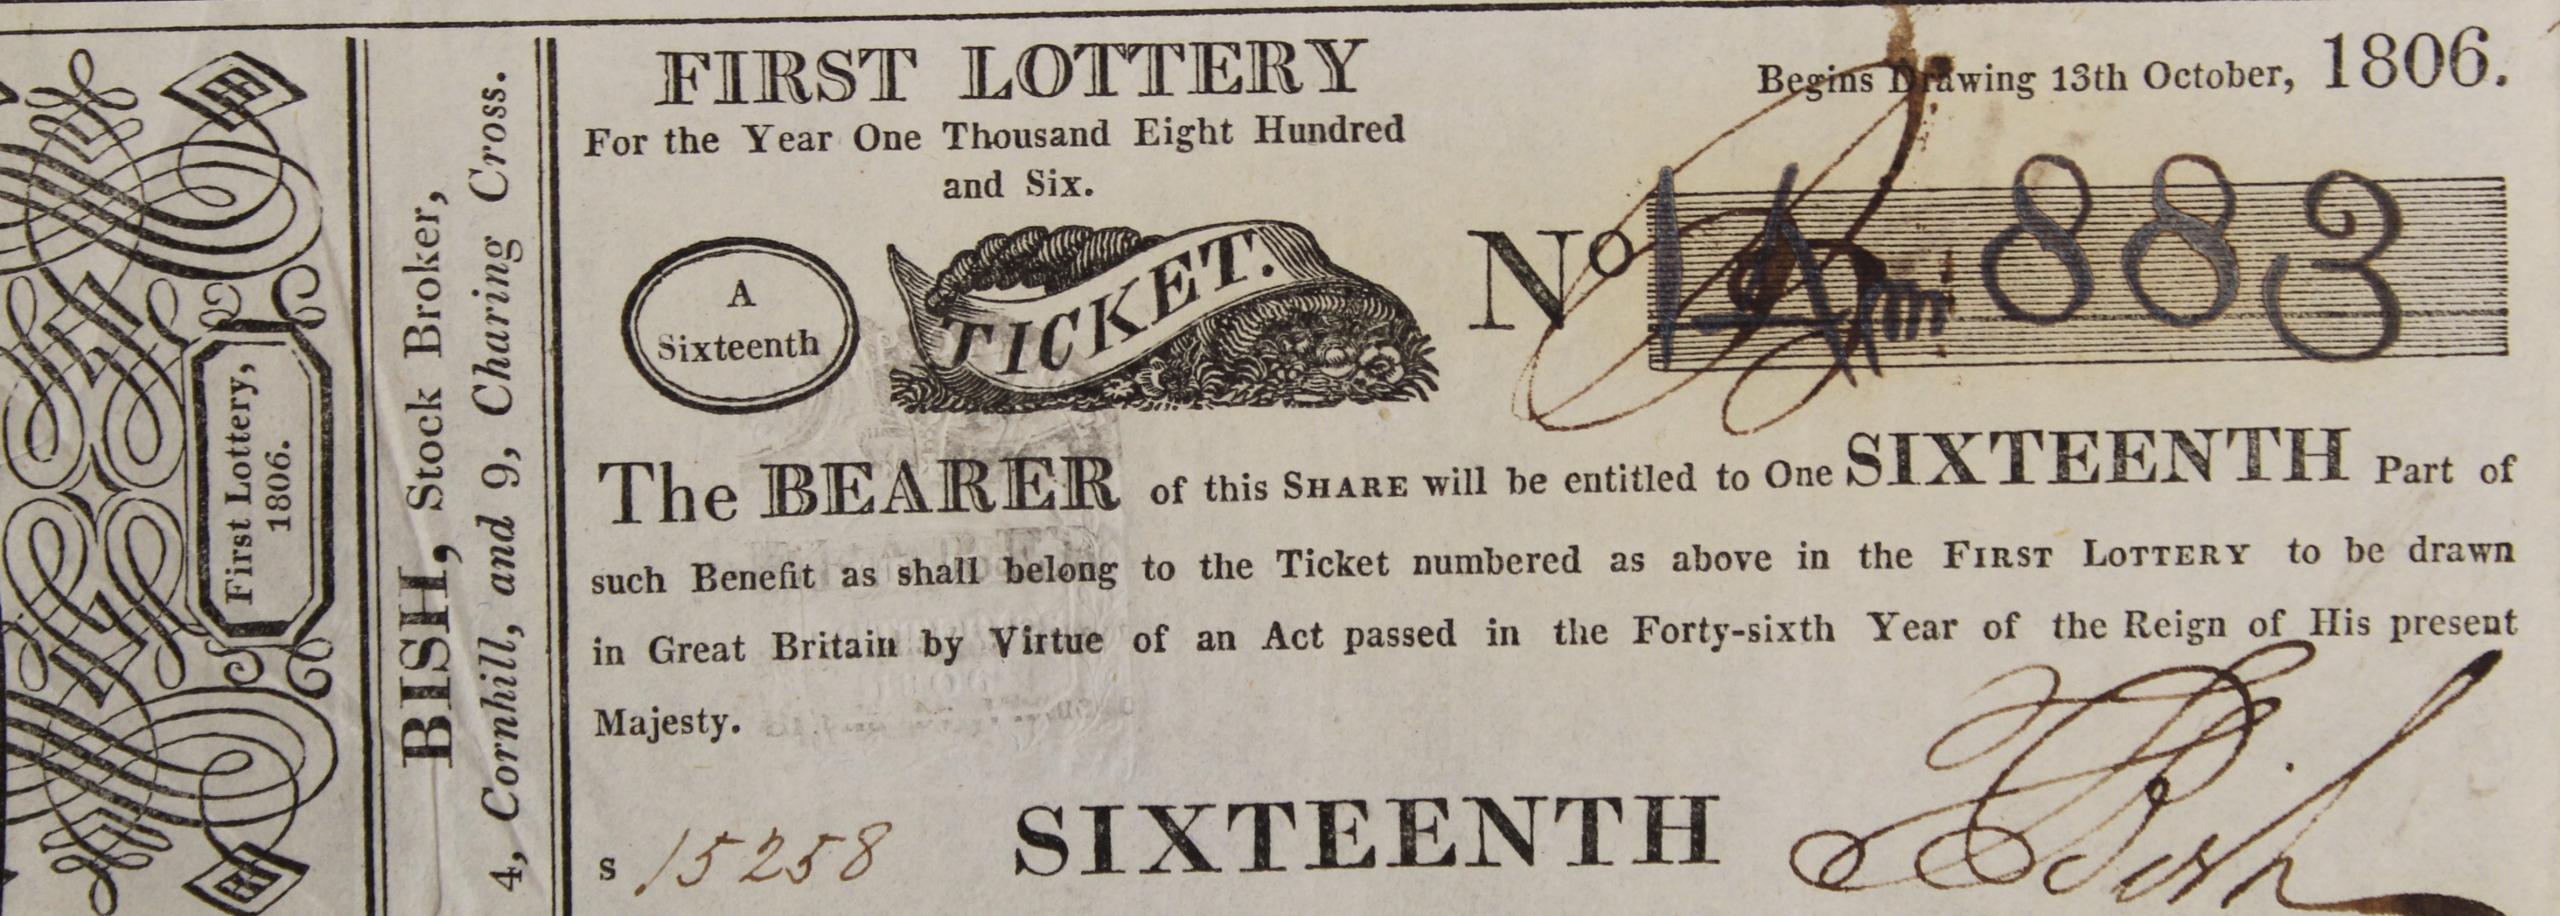 FIRST LOTTERY
For the Year One Thousand Eight Hundred
and Six.
Begins Drawing 13th October, 1806.
A
Sixteenth
TICKET.
No 14 883
The BEARER of this SHARE will be entitled to One SIXTEENTH Part of
such Benefit as shall belong to the Ticket numbered as above in the FIRST LOTTERY to be drawn
in Great Britain by Virtue of an Act passed in the Forty-sixth Year of the Reign of His present
Majesty.
s 15258
SIXTEENTH
Bish
BISH, Stock Broker,
4, Cornhill, and 9, Charing Cross.
First Lottery,
1806.